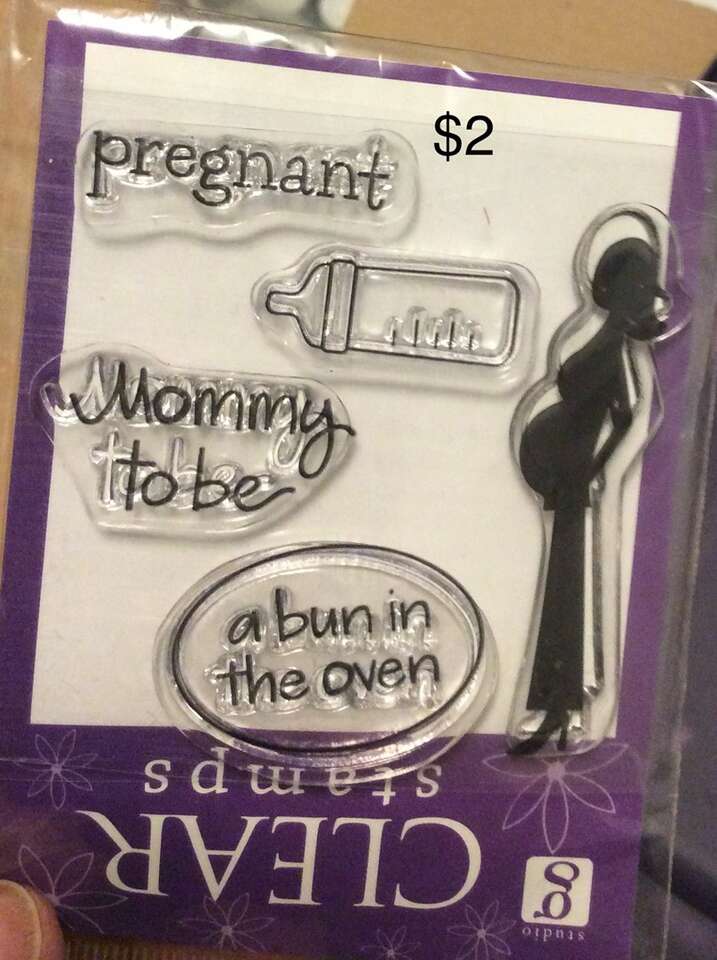 $2
pregnant
Mommy
to be
a bun in
the oven
CLEAR
stamps
g
studio